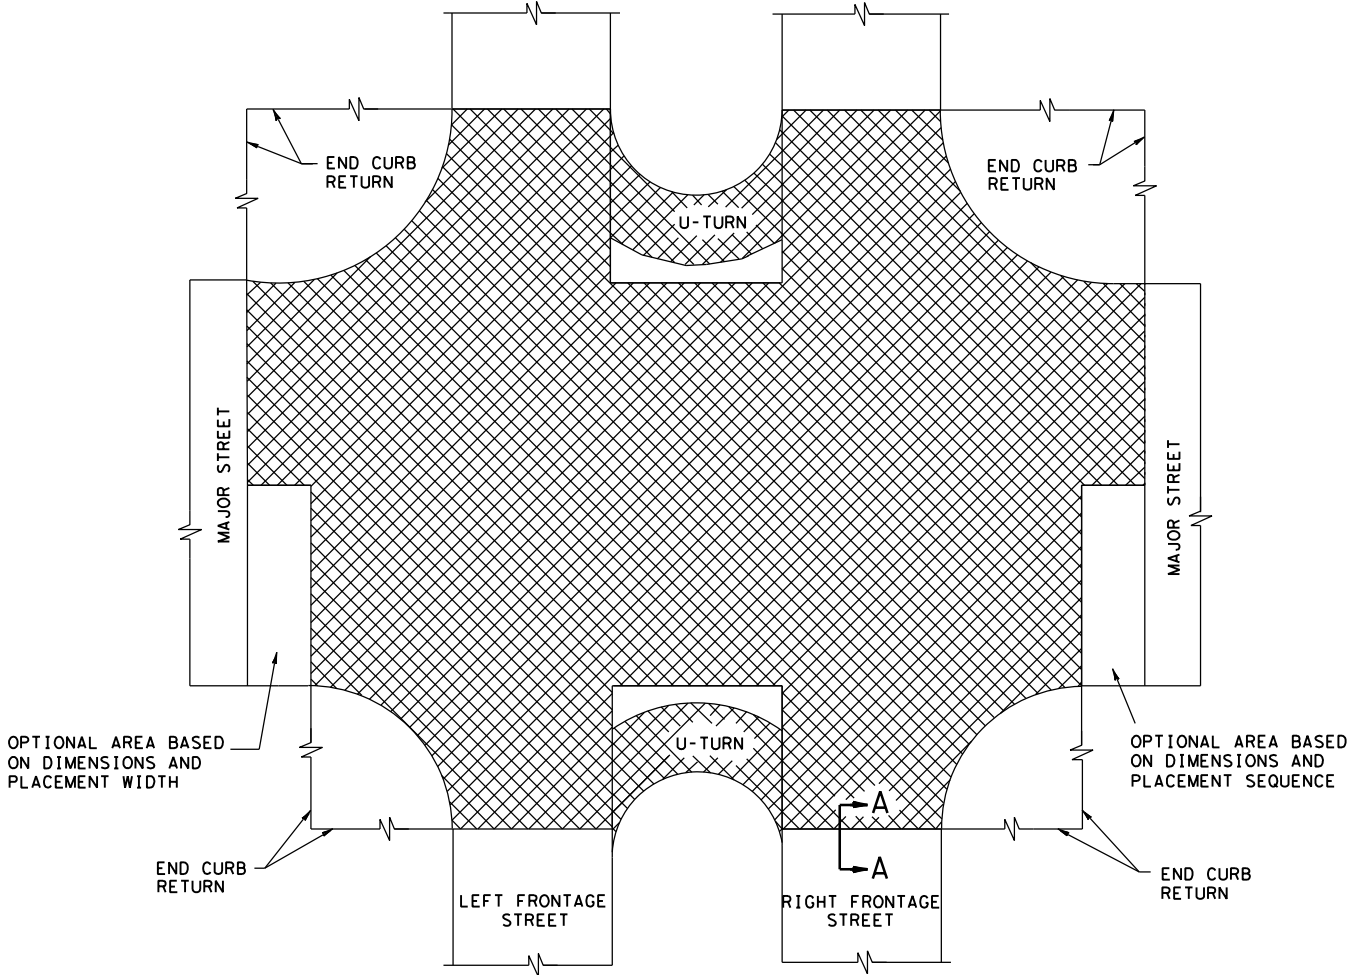 END CURB
RETURN
END CURB
RETURN
U-TURN
MAJOR STREET
MAJOR STREET
OPTIONAL AREA BASED
ON DIMENSIONS AND
PLACEMENT WIDTH
U-TURN
OPTIONAL AREA BASED
ON DIMENSIONS AND
PLACEMENT SEQUENCE
A
A
END CURB
RETURN
END CURB
RETURN
LEFT FRONTAGE
STREET
RIGHT FRONTAGE
STREET